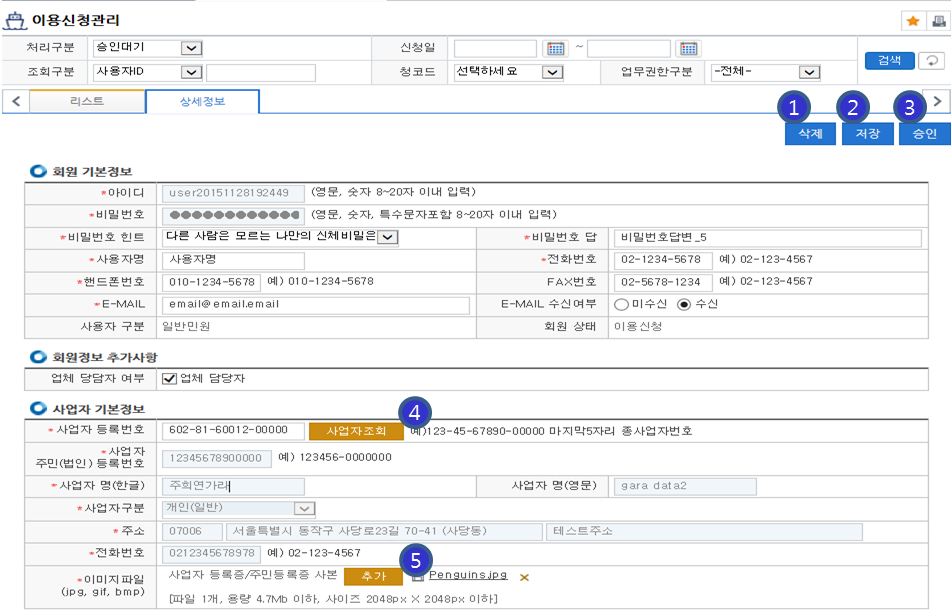 이용신청관리
처리구분 승인대기 신청일 ~
조회구분 사용자ID 청코드 선택하세요 업무권한구분 -전체- 검색
리스트 상세정보
1 2 3
삭제 저장 승인
회원 기본정보
*아이디 user20151128192449 (영문, 숫자 8~20자 이내 입력)
*비밀번호 ●●●●●●●●●●●● (영문, 숫자, 특수문자포함 8~20자 이내 입력)
*비밀번호 힌트 다른 사람은 모르는 나만의 신체비밀은 *비밀번호 답 비밀번호답변_5
*사용자명 사용자명 *전화번호 02-1234-5678 예) 02-123-4567
*핸드폰번호 010-1234-5678 예) 010-1234-5678 FAX번호 02-5678-1234 예) 02-123-4567
*E-MAIL email@email.email E-MAIL 수신여부 미수신 수신
사용자 구분 일반민원 회원 상태 이용신청
회원정보 추가사항
업체 담당자 여부 업체 담당자
사업자 기본정보
4
*사업자 등록번호 602-81-60012-00000 사업자조회 예)123-45-67890-00000 마지막5자리 종사업자번호
*사업자
주민(법인) 등록번호 12345678900000 예) 123456-0000000
*사업자 명(한글) 주희연가라 사업자 명(영문) gara data2
*사업자구분 개인(일반)
*주소 07006 서울특별시 동작구 사당로23길 70-41 (사당동) 테스트주소
*전화번호 0212345678978 예) 02-123-4567
5
*이미지파일
(jpg, gif, bmp) 사업자 등록증/주민등록증 사본 추가 Penguins.jpg
[파일 1개, 용량 4.7Mb 이하, 사이즈 2048px X 2048px 이하]